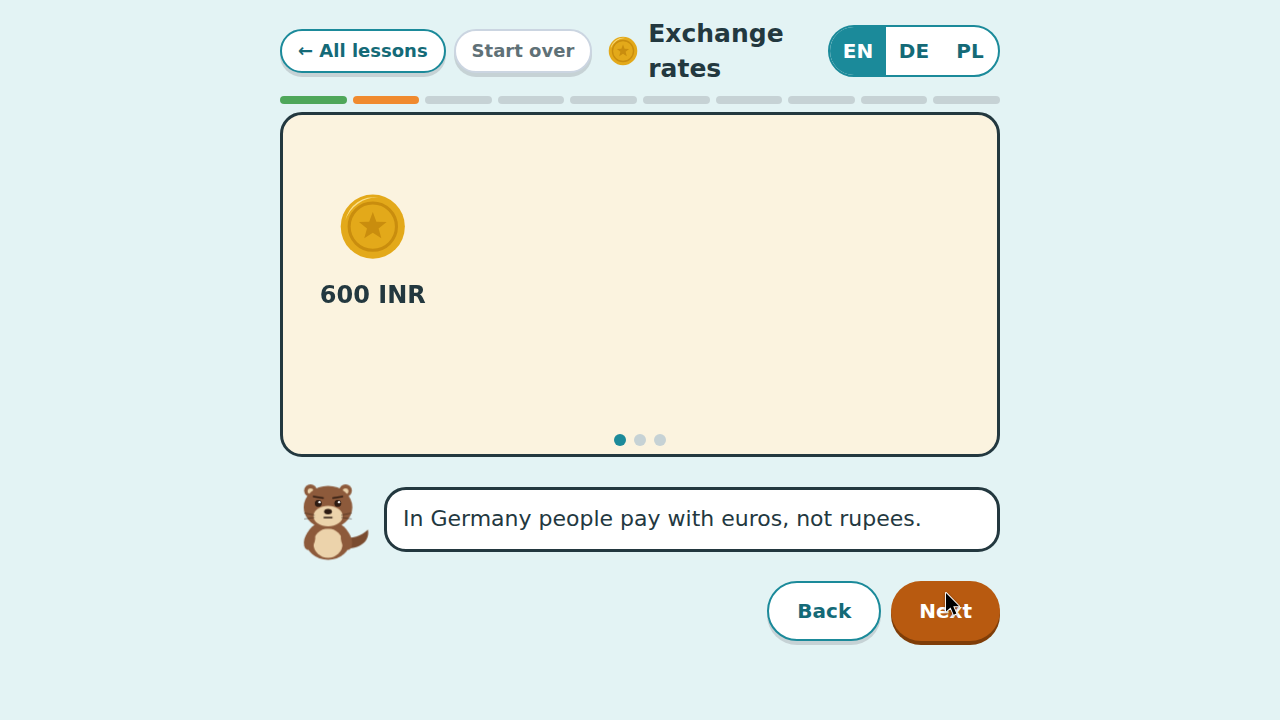 ← All lessons
Start over
Exchange
rates
EN DE PL
600 INR
In Germany people pay with euros, not rupees.
Back
Next